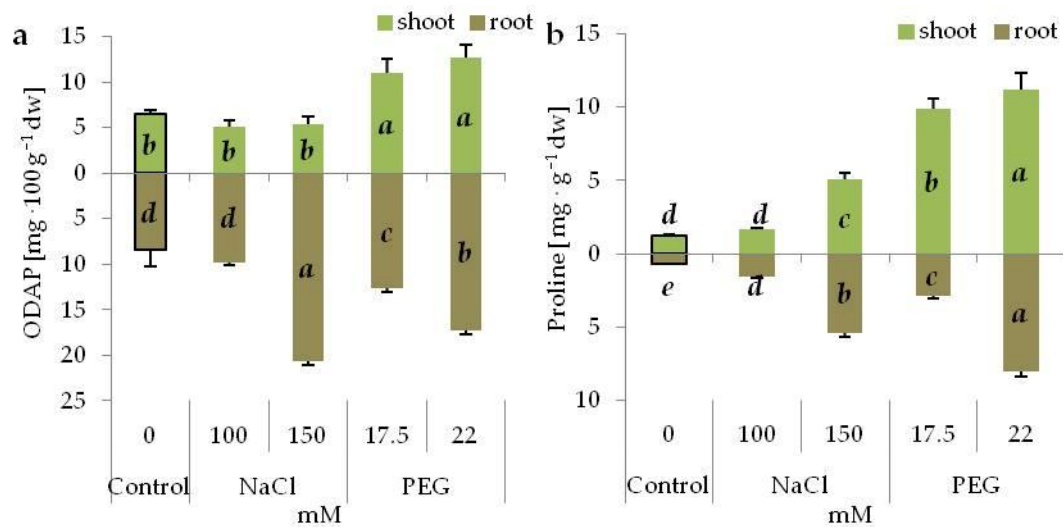 a
shoot root
ODAP [mg ·100 g⁻¹ dw]
15
10
5
0
5
10
15
20
25
b b b a a
d d a c b
0 100 150 17.5 22
Control NaCl PEG
mM
b
shoot root
Proline [mg · g⁻¹ dw]
15
10
5
0
5
10
d d c b a
e d b c a
0 100 150 17.5 22
Control NaCl PEG
mM